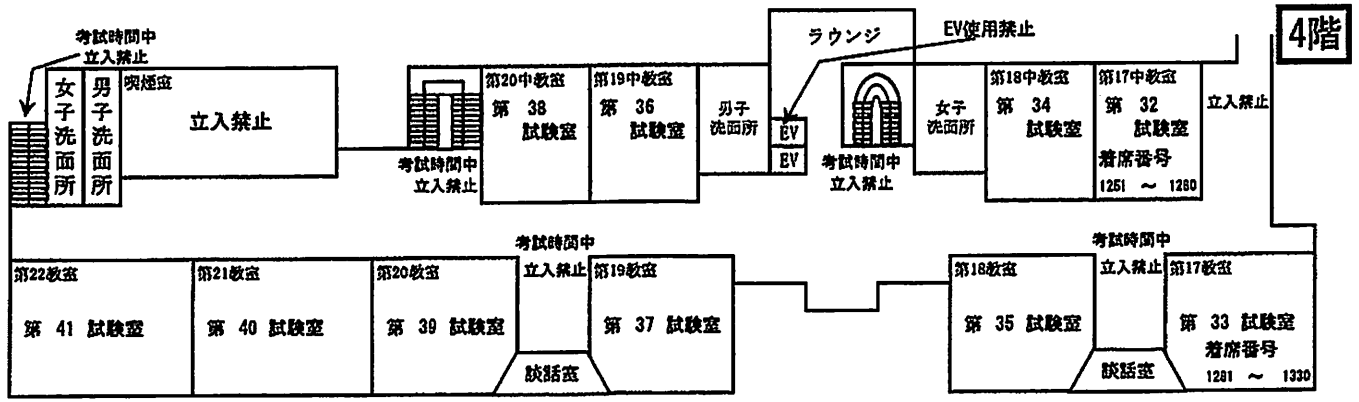 4階
考試時間中
立入禁止
女子洗面所
男子洗面所
喫煙室
立入禁止
考試時間中
立入禁止
第20中教室
第 38
試験室
第19中教室
第 36
試験室
男子
洗面所
ラウンジ
EV使用禁止
EV
EV
考試時間中
立入禁止
女子
洗面所
第18中教室
第 34
試験室
第17中教室
第 32
試験室
着席番号
1251 ～ 1280
立入禁止
第22教室
第 41 試験室
第21教室
第 40 試験室
第20教室
第 39 試験室
考試時間中
立入禁止
談話室
第19教室
第 37 試験室
第18教室
第 35 試験室
考試時間中
立入禁止
談話室
第17教室
第 33 試験室
着席番号
1281 ～ 1330